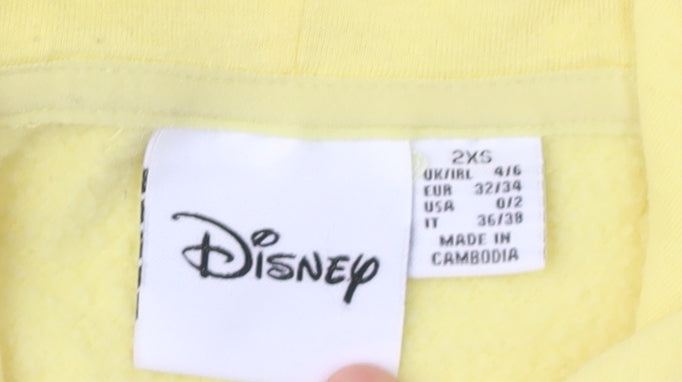 Disney
2XS
UK/IRL 4/6
EUR 32/34
USA 0/2
IT 36/38
MADE IN
CAMBODIA